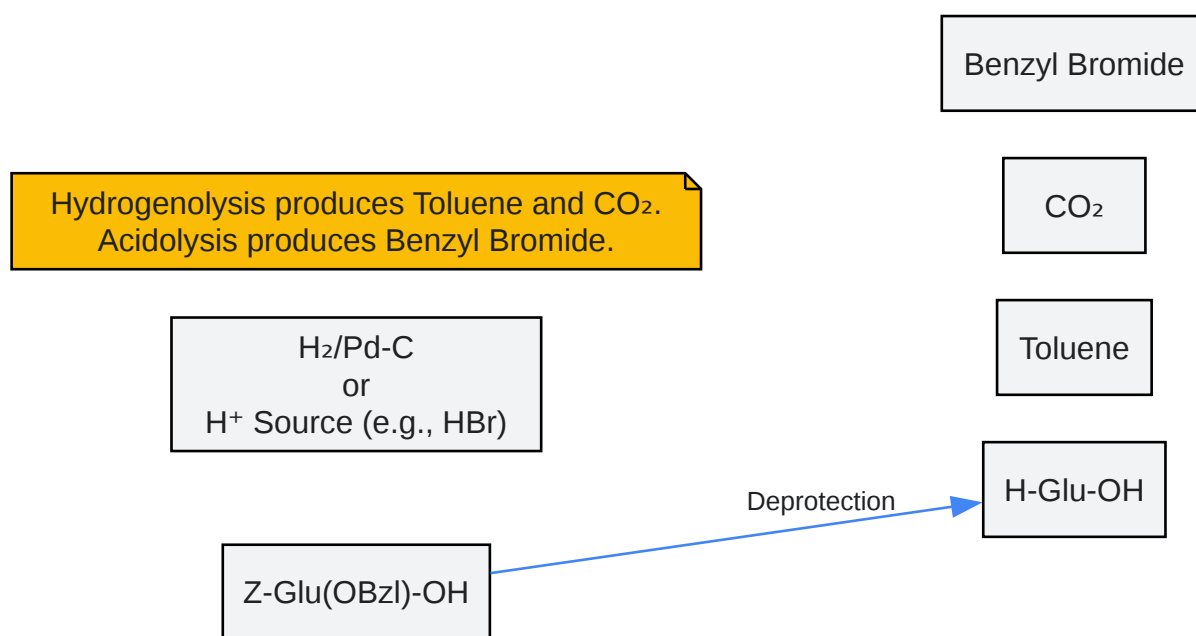 Benzyl Bromide
Hydrogenolysis produces Toluene and CO₂.
Acidolysis produces Benzyl Bromide.
CO₂
H₂/Pd-C
or
H⁺ Source (e.g., HBr)
Toluene
H-Glu-OH
Deprotection
Z-Glu(OBzl)-OH